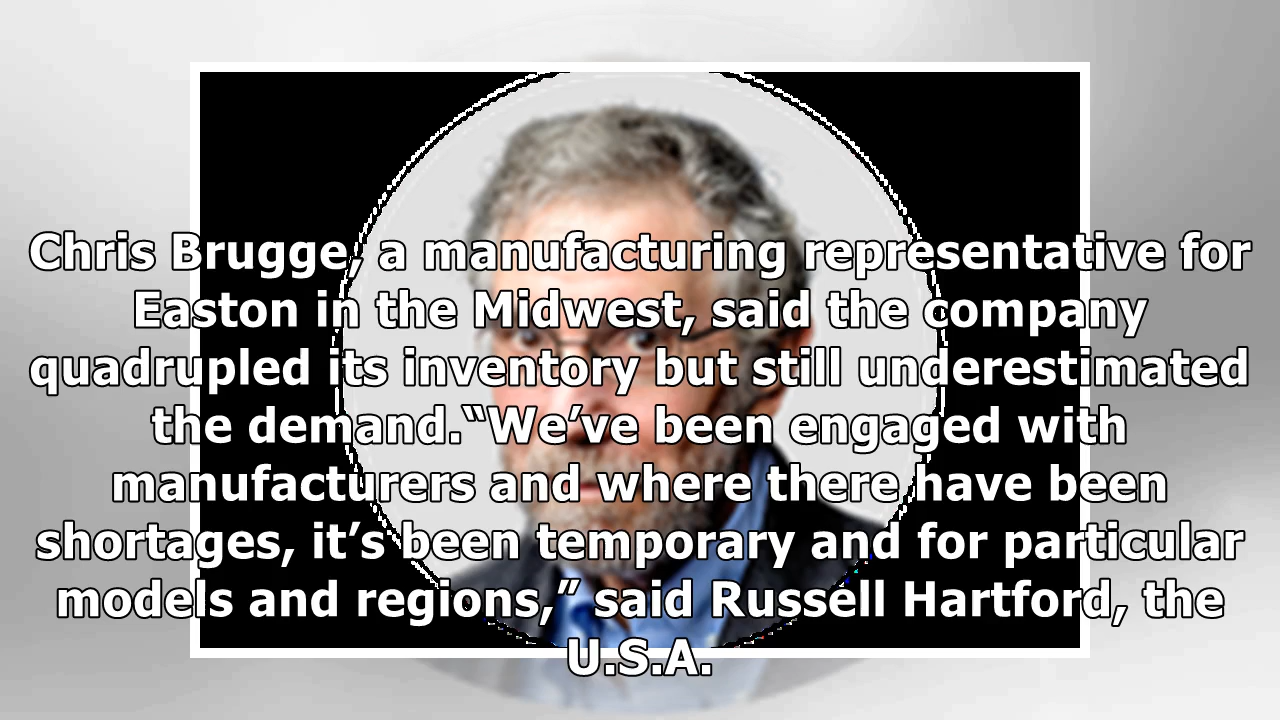 Chris Brugge, a manufacturing representative for
Easton in the Midwest, said the company
quadrupled its inventory but still underestimated
the demand.“We’ve been engaged with
manufacturers and where there have been
shortages, it’s been temporary and for particular
models and regions,” said Russell Hartford, the
U.S.A.